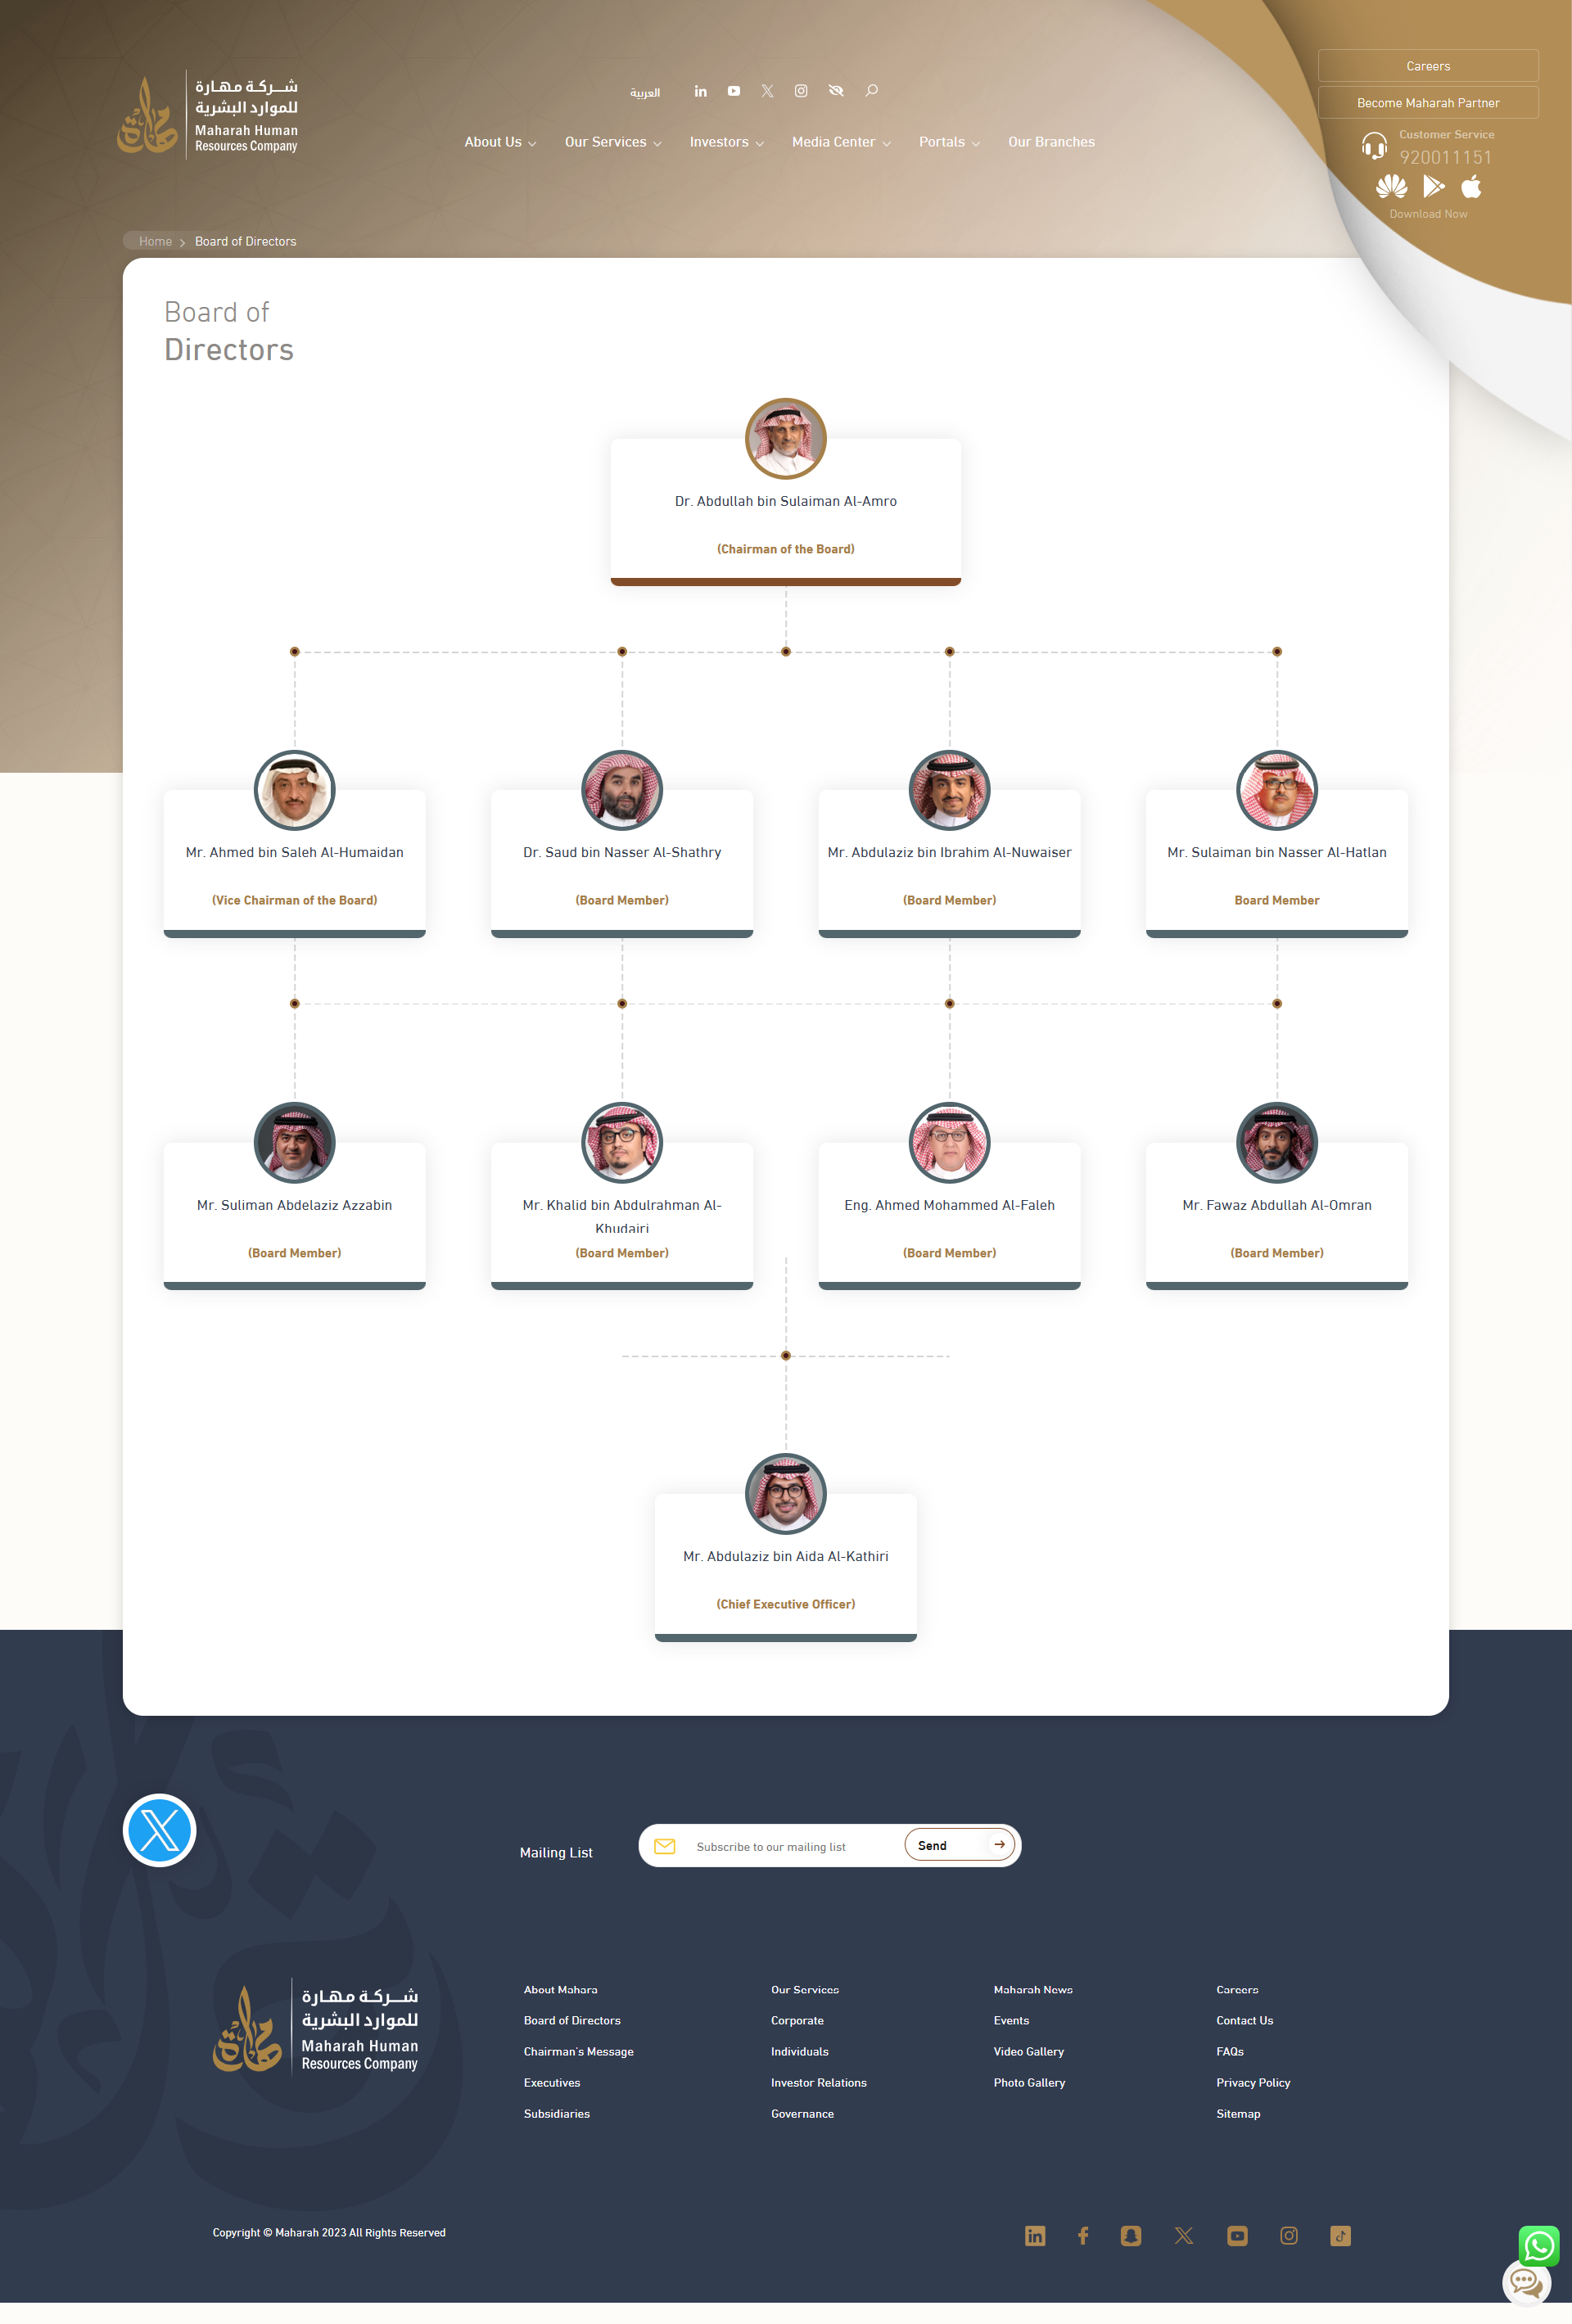 شركة مهارة
للموارد البشرية
Maharah Human
Resources Company
العربية
About Us
Our Services
Investors
Media Center
Portals
Our Branches
Careers
Become Maharah Partner
Customer Service
920011151
Download Now
Home
Board of Directors
Board of
Directors
Dr. Abdullah bin Sulaiman Al-Amro
(Chairman of the Board)
Mr. Ahmed bin Saleh Al-Humaidan
(Vice Chairman of the Board)
Dr. Saud bin Nasser Al-Shathry
(Board Member)
Mr. Abdulaziz bin Ibrahim Al-Nuwaiser
(Board Member)
Mr. Sulaiman bin Nasser Al-Hatlan
Board Member
Mr. Suliman Abdelaziz Azzabin
(Board Member)
Mr. Khalid bin Abdulrahman Al-
Khudairi
(Board Member)
Eng. Ahmed Mohammed Al-Faleh
(Board Member)
Mr. Fawaz Abdullah Al-Omran
(Board Member)
Mr. Abdulaziz bin Aida Al-Kathiri
(Chief Executive Officer)
Mailing List
Subscribe to our mailing list
Send
شركة مهارة
للموارد البشرية
Maharah Human
Resources Company
About Mahara
Board of Directors
Chairman's Message
Executives
Subsidiaries
Our Services
Corporate
Individuals
Investor Relations
Governance
Maharah News
Events
Video Gallery
Photo Gallery
Careers
Contact Us
FAQs
Privacy Policy
Sitemap
Copyright © Maharah 2023 All Rights Reserved